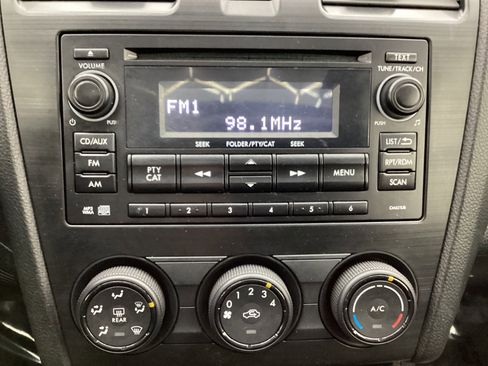 VOLUME
TEXT
TUNE/TRACK/CH
FM1
98.1MHz
PUSH
PUSH
CD/AUX
SEEK
FOLDER/PTY/CAT
SEEK
LIST/
FM
PTY
CAT
MENU
RPT/RDM
AM
SCAN
MP3
WMA
1
2
3
4
5
6
0
1
2
3
4
REAR
A/C